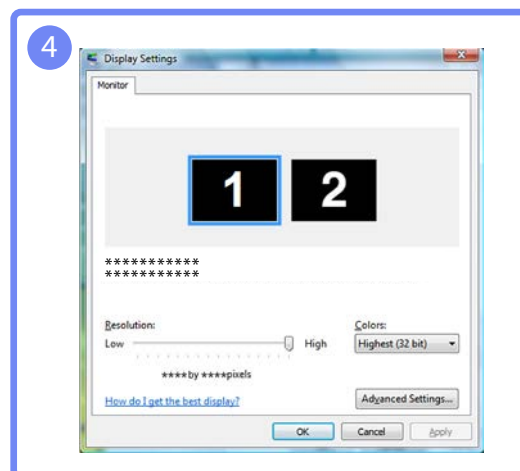 4
Display Settings
Monitor
1 2
***********
***********
Resolution:
Colors:
Low High
Highest (32 bit)
****by ****pixels
How do I get the best display?
Advanced Settings...
OK Cancel Apply